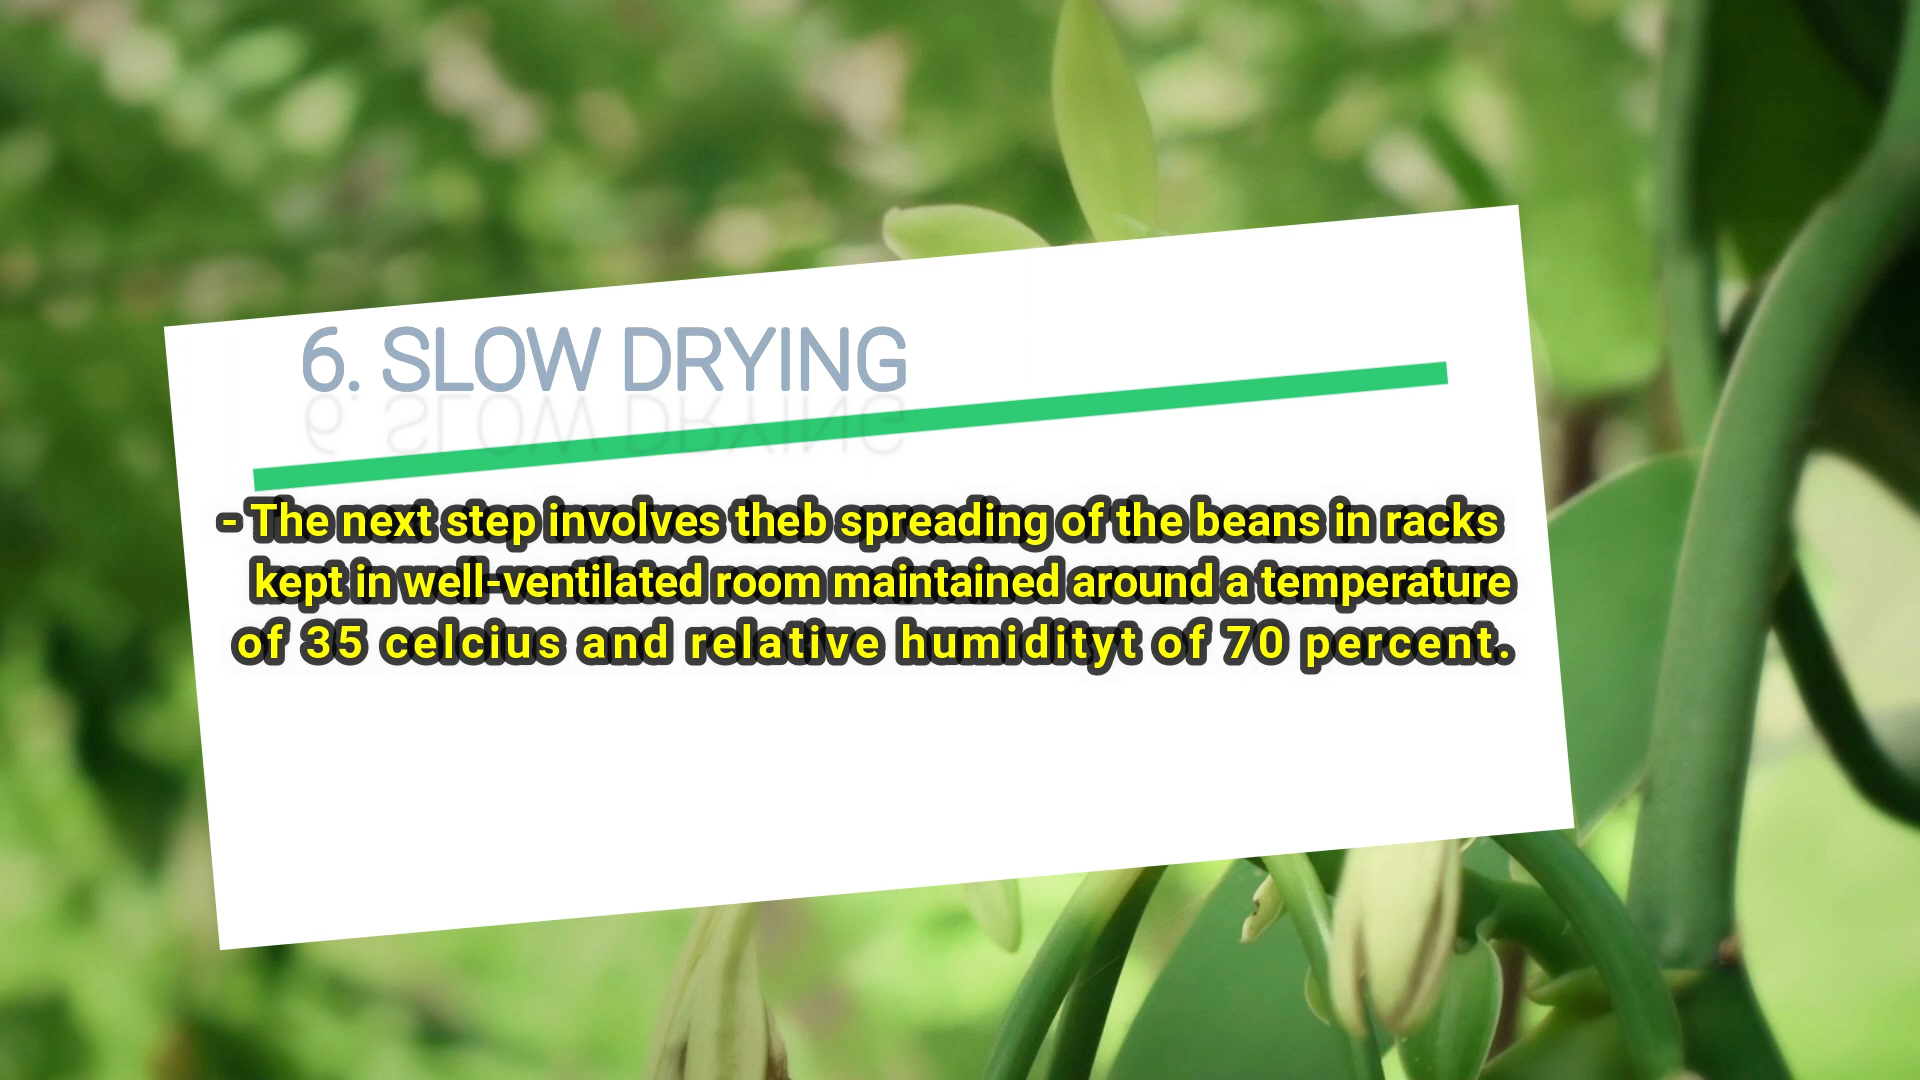 6. SLOW DRYING
- The next step involves theb spreading of the beans in racks
kept in well-ventilated room maintained around a temperature
of 35 celcius and relative humidityt of 70 percent.